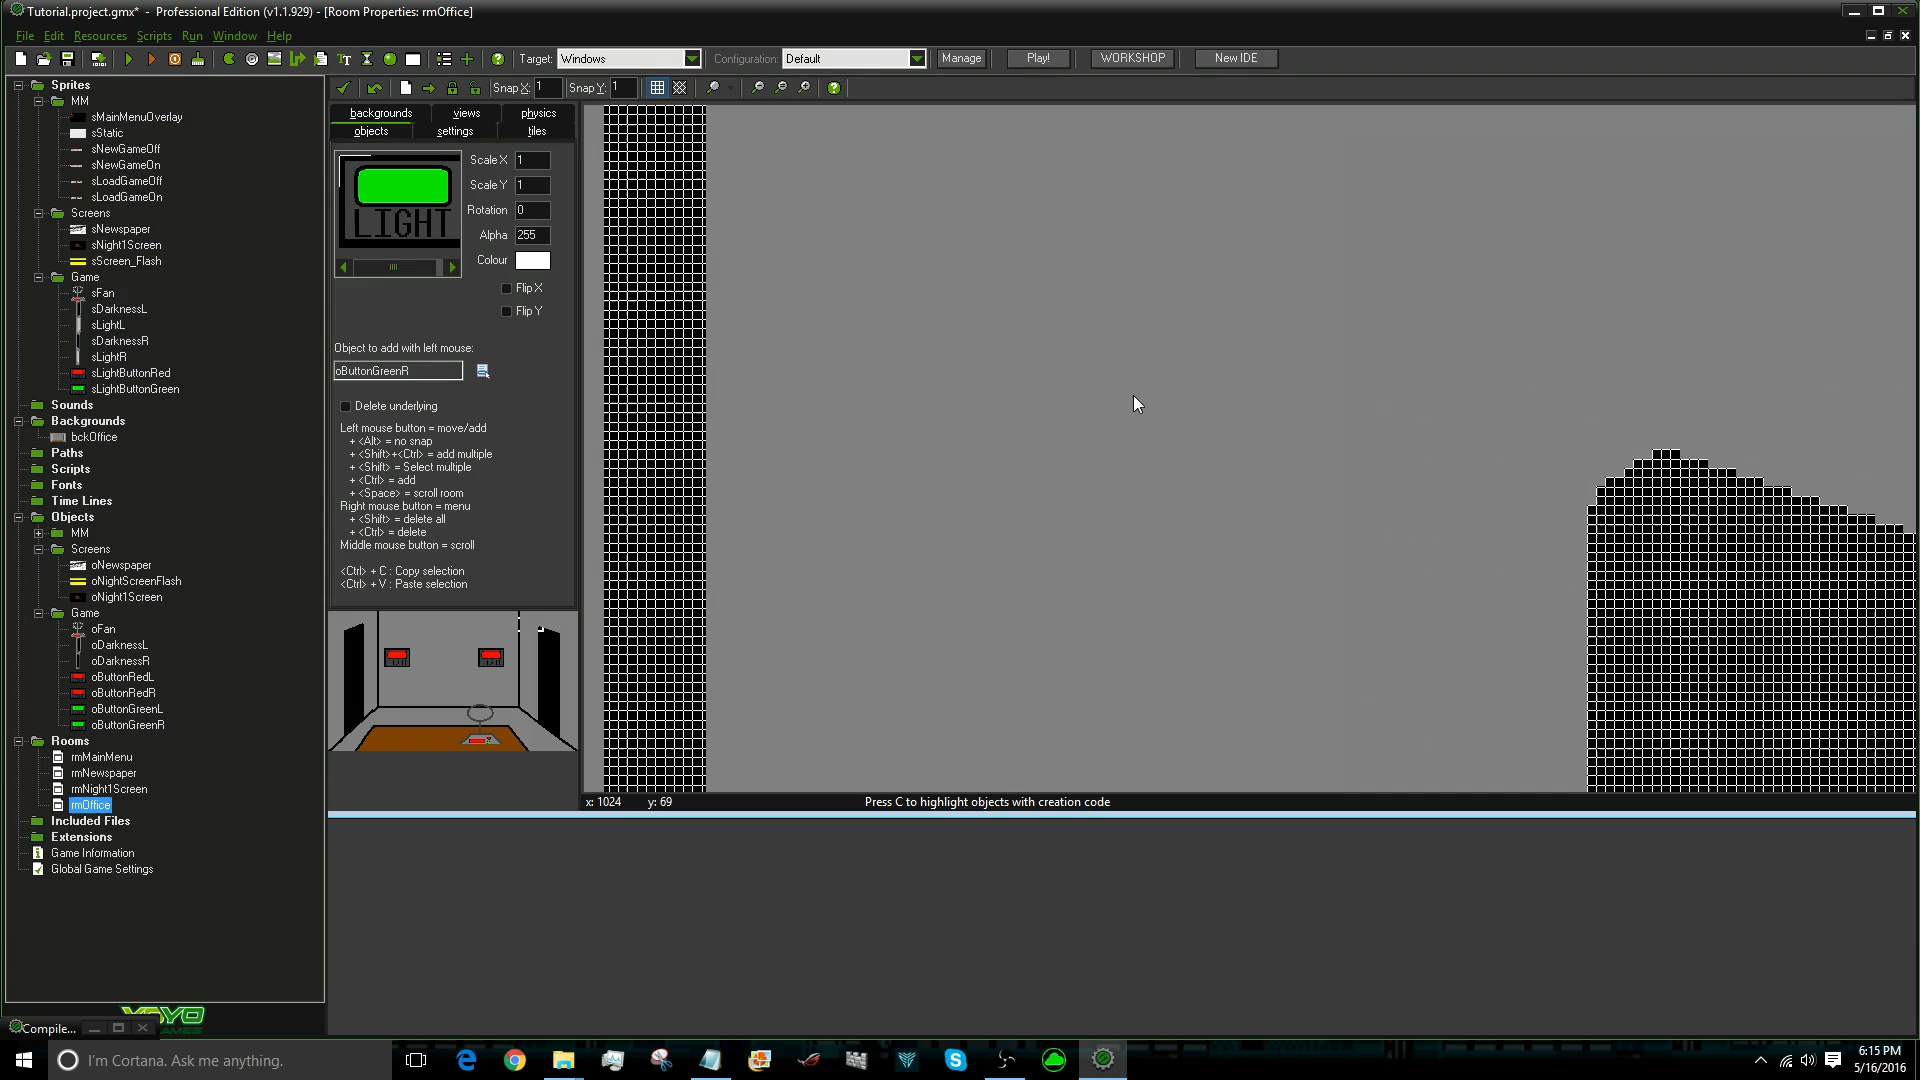 Tutorial.project.gmx* - Professional Edition (v1.1.929) - [Room Properties: rmOffice]
File Edit Resources Scripts Run Window Help
Target: Windows Configuration: Default Manage Play! WORKSHOP New IDE
Snap X: 1 Snap Y: 1
Sprites
MM
sMainMenuOverlay
sStatic
sNewGameOff
sNewGameOn
sLoadGameOff
sLoadGameOn
Screens
sNewspaper
sNight1Screen
sScreen_Flash
Game
sFan
sDarknessL
sLightL
sDarknessR
sLightR
sLightButtonRed
sLightButtonGreen
Sounds
Backgrounds
bckOffice
Paths
Scripts
Fonts
Time Lines
Objects
MM
Screens
oNewspaper
oNightScreenFlash
oNight1Screen
Game
oFan
oDarknessL
oDarknessR
oButtonRedL
oButtonRedR
oButtonGreenL
oButtonGreenR
Rooms
rmMainMenu
rmNewspaper
rmNight1Screen
rmOffice
Included Files
Extensions
Game Information
Global Game Settings
backgrounds views physics
objects settings tiles
LIGHT
Scale X 1
Scale Y 1
Rotation 0
Alpha 255
Colour
Flip X
Flip Y
Object to add with left mouse:
oButtonGreenR
Delete underlying
Left mouse button = move/add
+ <Alt> = no snap
+ <Shift>+<Ctrl> = add multiple
+ <Shift> = Select multiple
+ <Ctrl> = add
+ <Space> = scroll room
Right mouse button = menu
+ <Shift> = delete all
+ <Ctrl> = delete
Middle mouse button = scroll
<Ctrl> + C : Copy selection
<Ctrl> + V : Paste selection
x: 1024 y: 69 Press C to highlight objects with creation code
YOYO
GAMES
Compile...
I'm Cortana. Ask me anything.
6:15 PM
5/16/2016